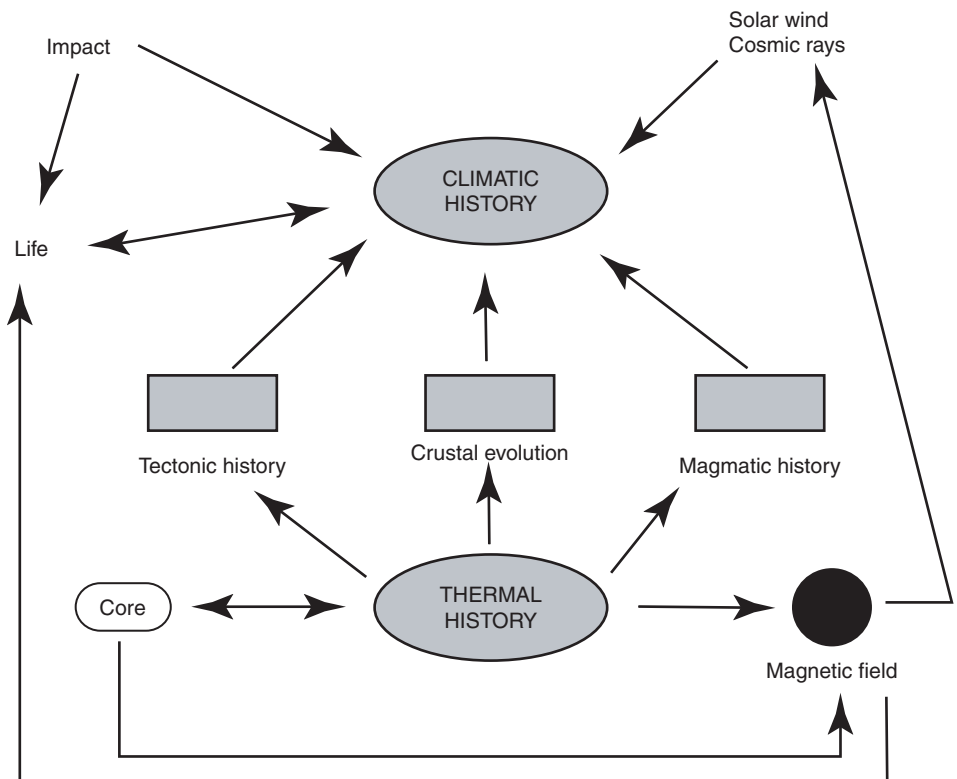 Solar wind
Cosmic rays
Impact
CLIMATIC
HISTORY
Life
Tectonic history
Crustal evolution
Magmatic history
Core
THERMAL
HISTORY
Magnetic field